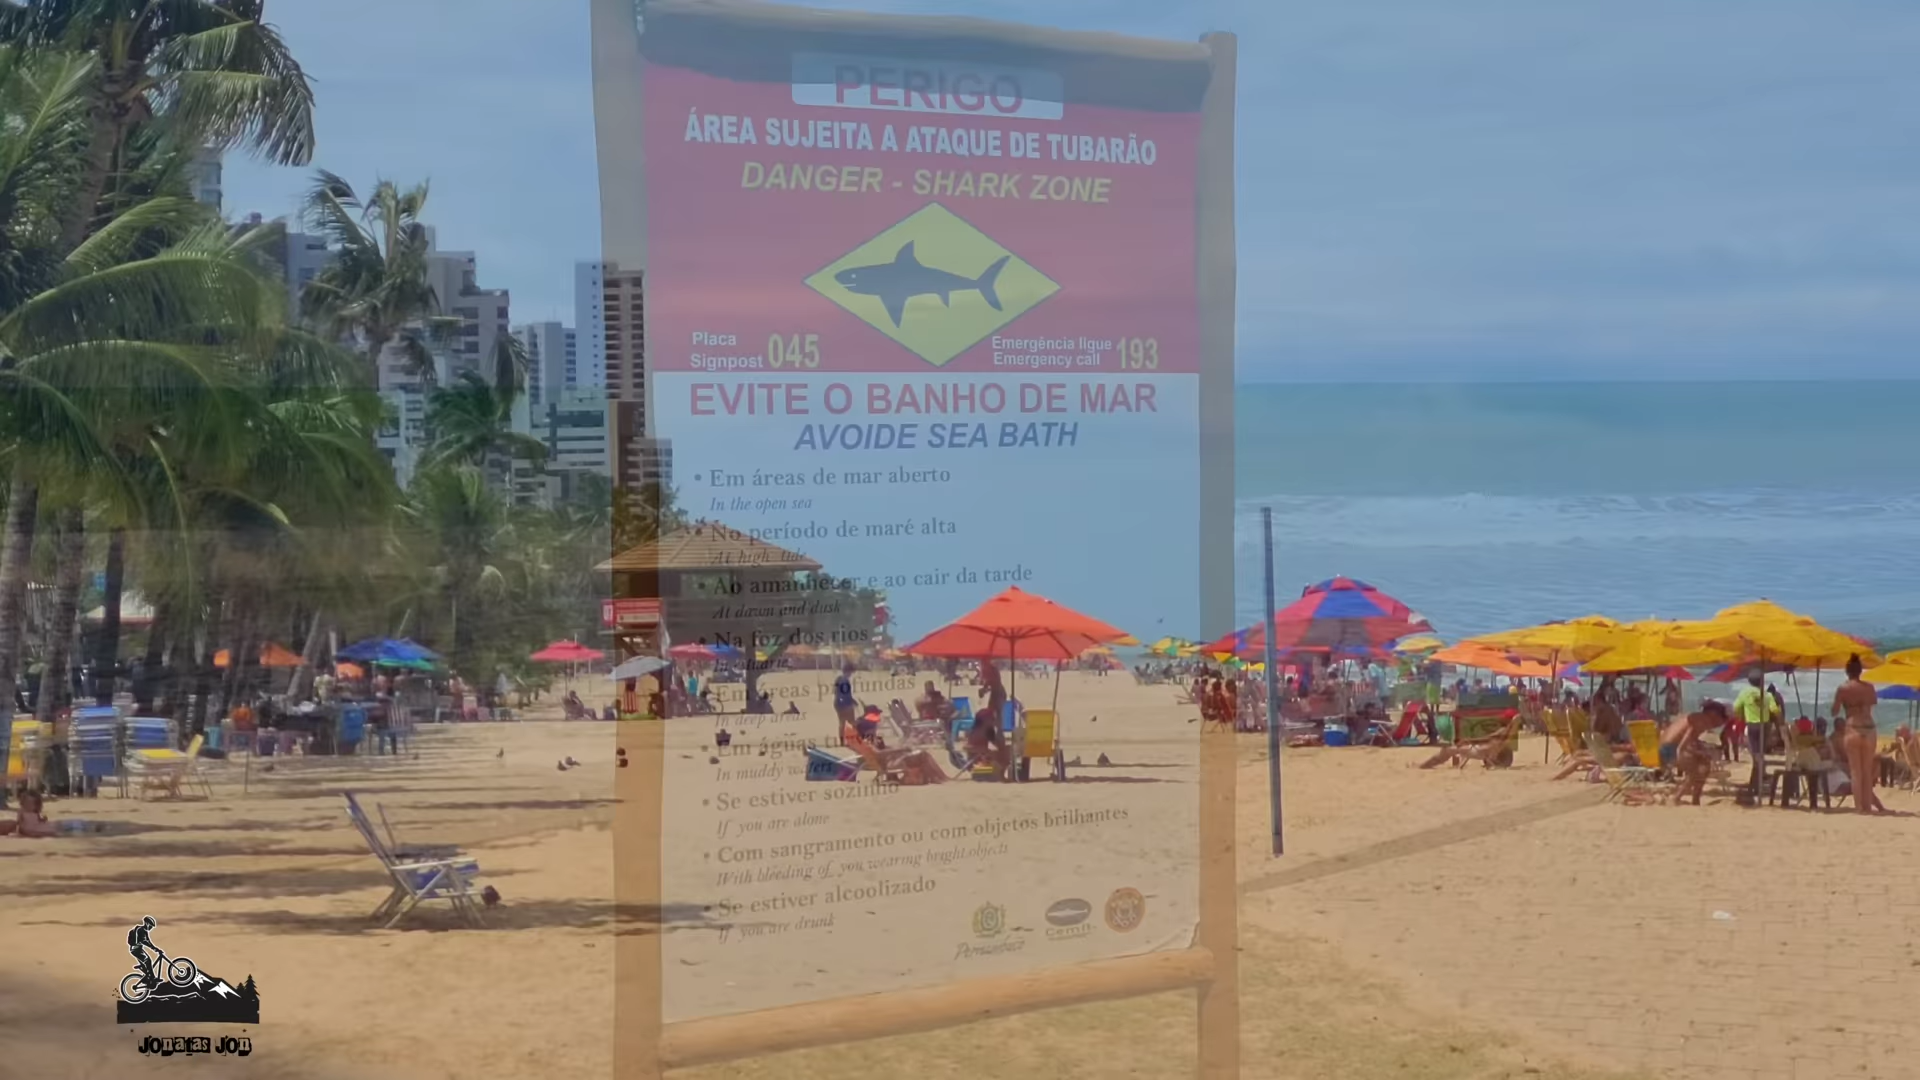 PERIGO
ÁREA SUJEITA A ATAQUE DE TUBARÃO
DANGER - SHARK ZONE
Placa
Signpost 045
Emergência ligue
Emergency call 193
EVITE O BANHO DE MAR
AVOIDE SEA BATH
• Em áreas de mar aberto
In the open sea
• No período de maré alta
At high tide
• Ao amanhecer e ao cair da tarde
At dawn and dusk
• Na foz dos rios
• Em áreas profundas
In deep areas
• Em águas turvas
In muddy waters
• Se estiver sozinho
If you are alone
• Com sangramento ou com objetos brilhantes
With bleeding of you wearing bright objects
• Se estiver alcoolizado
If you are drunk
Pernambuco
Cemit
Jonatas Jon